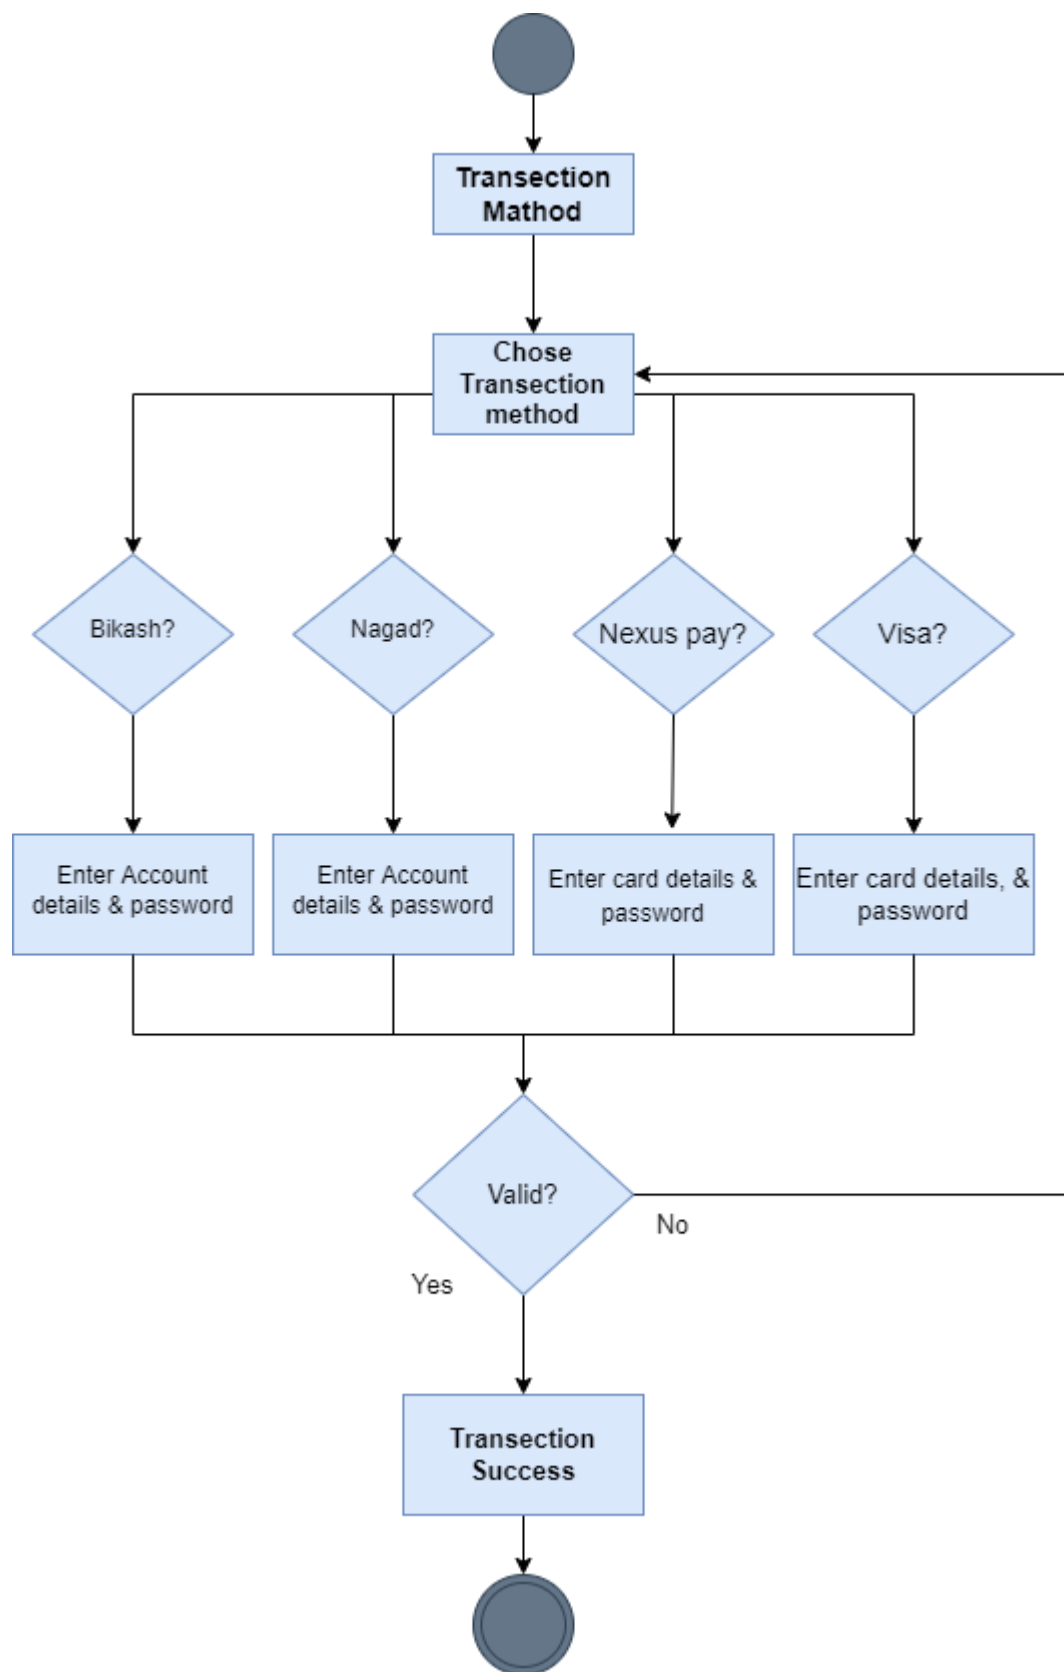 Transection
Mathod
Chose
Transection
method
Bikash?
Nagad?
Nexus pay?
Visa?
Enter Account
details & password
Enter Account
details & password
Enter card details &
password
Enter card details, &
password
Valid?
No
Yes
Transection
Success